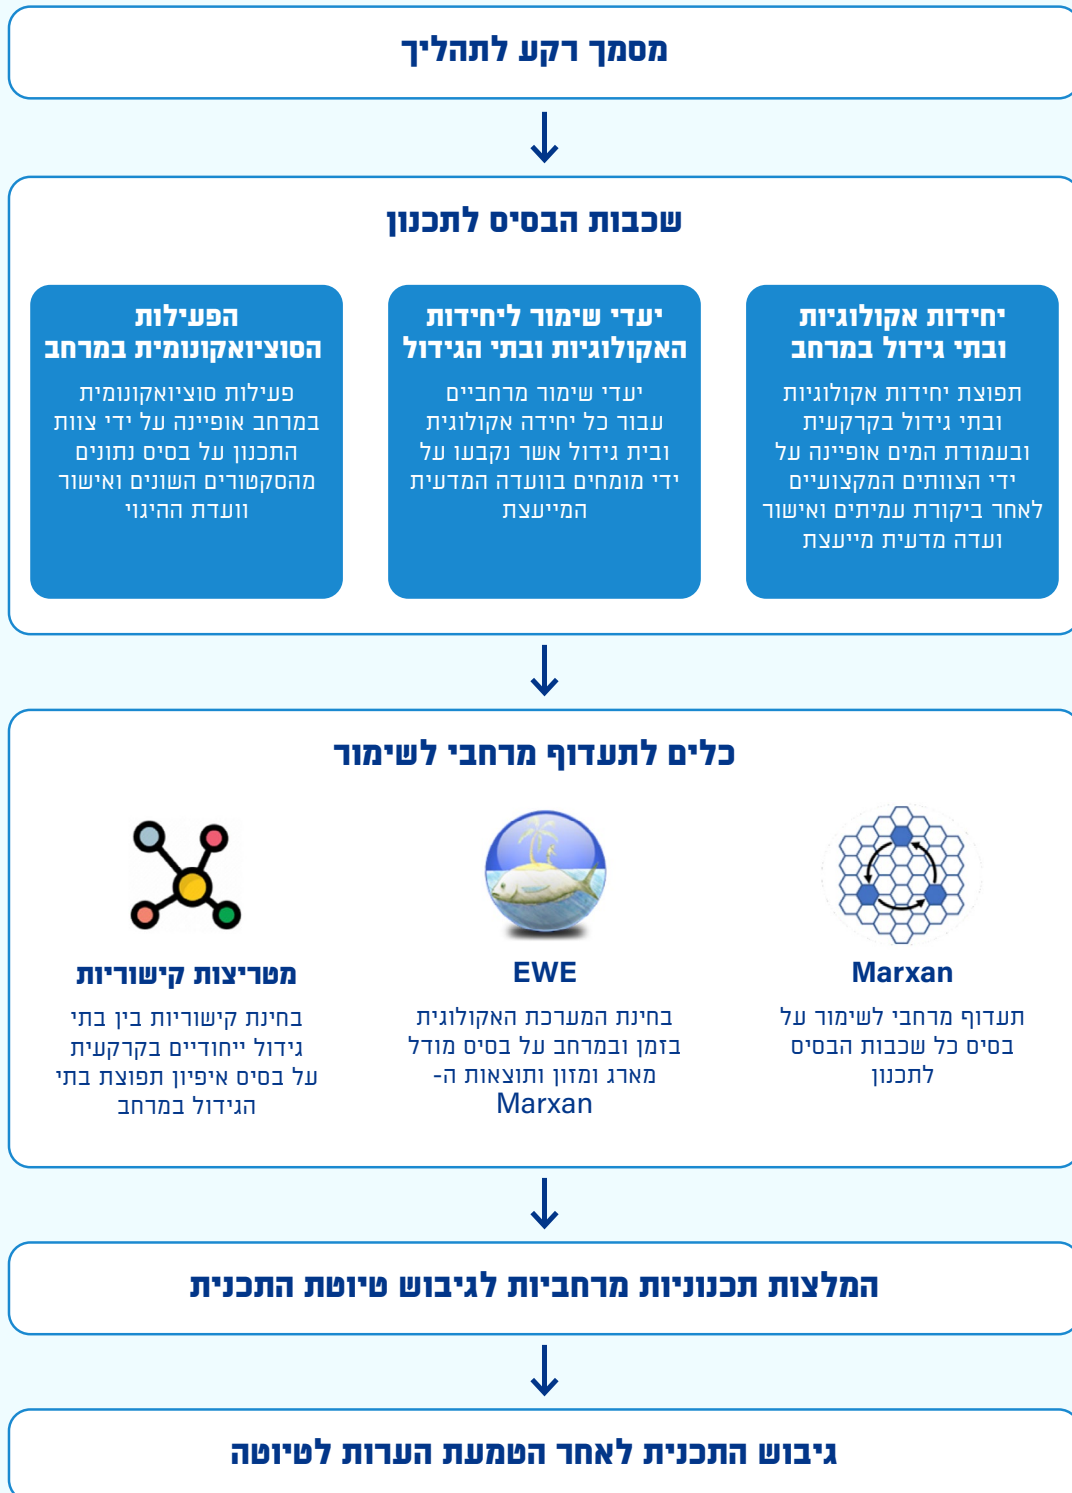 מסמך רקע לתהליך
שכבות הבסיס לתכנון
יחידות אקולוגיות
ובתי גידול במרחב
תפוצת יחידות אקולוגיות
ובתי גידול בקרקעית
ובעמודת המים אופיינה על
ידי הצוותים המקצועיים
לאחר ביקורת עמיתים ואישור
ועדה מדעית מייעצת
יעדי שימור ליחידות
האקולוגיות ובתי הגידול
יעדי שימור מרחביים
עבור כל יחידה אקולוגית
ובית גידול אשר נקבעו על
ידי מומחים בוועדה המדעית
המייעצת
הפעילות
הסוציואקונומית במרחב
פעילות סוציואקונומית
במרחב אופיינה על ידי צוות
התכנון על בסיס נתונים
מהסקטורים השונים ואישור
וועדת ההיגוי
כלים לתעדוף מרחבי לשימור
Marxan
תעדוף מרחבי לשימור על
בסיס כל שכבות הבסיס
לתכנון
EWE
בחינת המערכת האקולוגית
בזמן ובמרחב על בסיס מודל
מארג ומזון ותוצאות ה-
Marxan
מטריצות קישוריות
בחינת קישוריות בין בתי
גידול ייחודיים בקרקעית
על בסיס איפיון תפוצת בתי
הגידול במרחב
המלצות תכנוניות מרחביות לגיבוש טיוטת התכנית
גיבוש התכנית לאחר הטמעת הערות לטיוטה